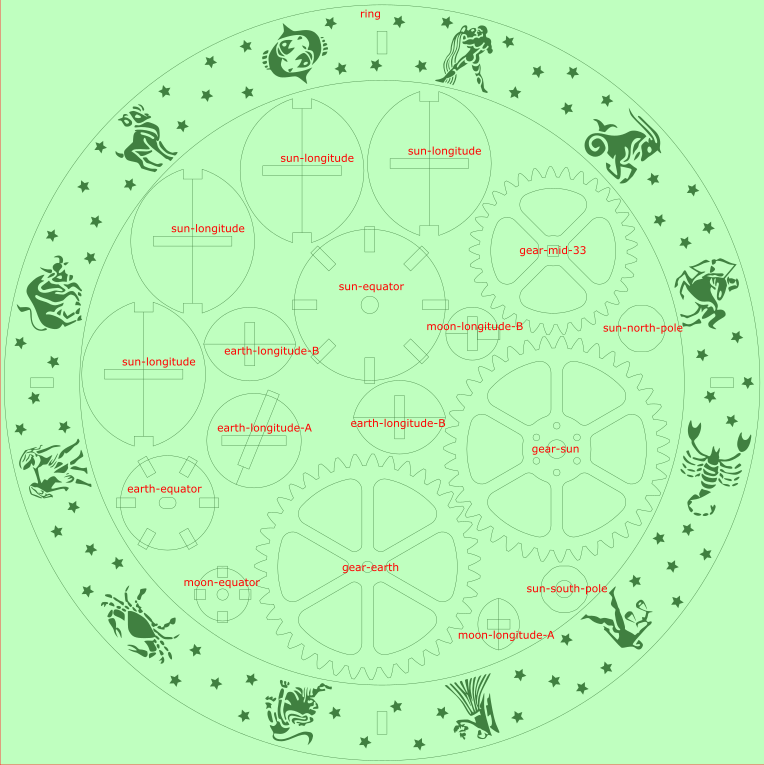 ring
sun-longitude
sun-longitude
sun-longitude
gear-mid-33
sun-equator
moon-longitude-B
sun-north-pole
earth-longitude-B
sun-longitude
earth-longitude-B
earth-longitude-A
gear-sun
earth-equator
gear-earth
moon-equator
sun-south-pole
moon-longitude-A